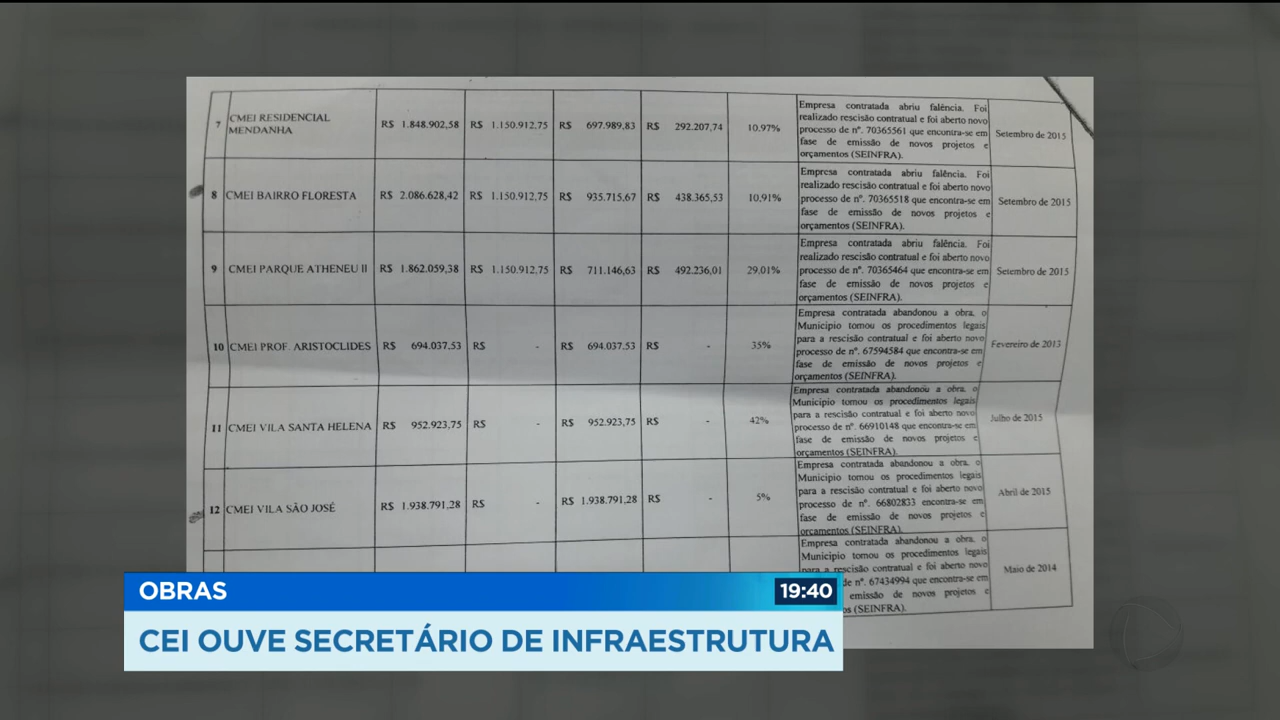 7 CMEI RESIDENCIAL MENDANHA R$ 1.848.902,58 R$ 1.150.912,75 R$ 697.989,83 R$ 292.207,74 10,97%
Empresa contratada abriu falência. Foi
realizado rescisão contratual e foi aberto novo
processo de nº. 70365561 que encontra-se em
fase de emissão de novos projetos e
orçamentos (SEINFRA).
Setembro de 2015
8 CMEI BAIRRO FLORESTA R$ 2.086.628,42 R$ 1.150.912,75 R$ 935.715,67 R$ 438.365,53 10,91%
Empresa contratada abriu falência. Foi
realizado rescisão contratual e foi aberto novo
processo de nº. 70365518 que encontra-se em
fase de emissão de novos projetos e
orçamentos (SEINFRA).
Setembro de 2015
9 CMEI PARQUE ATHENEU II R$ 1.862.059,38 R$ 1.150.912,75 R$ 711.146,63 R$ 492.236,01 29,01%
Empresa contratada abriu falência. Foi
realizado rescisão contratual e foi aberto novo
processo de nº. 70365464 que encontra-se em
fase de emissão de novos projetos e
orçamentos (SEINFRA).
Setembro de 2015
10 CMEI PROF. ARISTOCLIDES R$ 694.037,53 R$ - R$ 694.037,53 R$ - 35%
Empresa contratada abandonou a obra, o
Municipio tomou os procedimentos legais
para a rescisão contratual e foi aberto novo
processo de nº. 67594584 que encontra-se em
fase de emissão de novos projetos e
orçamentos (SEINFRA).
Fevereiro de 2013
11 CMEI VILA SANTA HELENA R$ 952.923,75 R$ - R$ 952.923,75 R$ - 42%
Empresa contratada abandonou a obra, o
Municipio tomou os procedimentos legais
para a rescisão contratual e foi aberto novo
processo de nº. 66910148 que encontra-se em
fase de emissão de novos projetos e
orçamentos (SEINFRA).
Julho de 2015
12 CMEI VILA SÃO JOSÉ R$ 1.938.791,28 R$ - R$ 1.938.791,28 R$ - 5%
Empresa contratada abandonou a obra, o
Municipio tomou os procedimentos legais
para a rescisão contratual e foi aberto novo
processo de nº. 66802833 encontra-se em
fase de emissão de novos projetos e
orçamentos (SEINFRA).
Abril de 2015
Empresa contratada abandonou a obra, o
Municipio tomou os procedimentos legais
para a rescisão contratual e foi aberto novo
de nº. 67434994 que encontra-se em
emissão de novos projetos e
(SEINFRA).
Maio de 2014
OBRAS 19:40
CEI OUVE SECRETÁRIO DE INFRAESTRUTURA